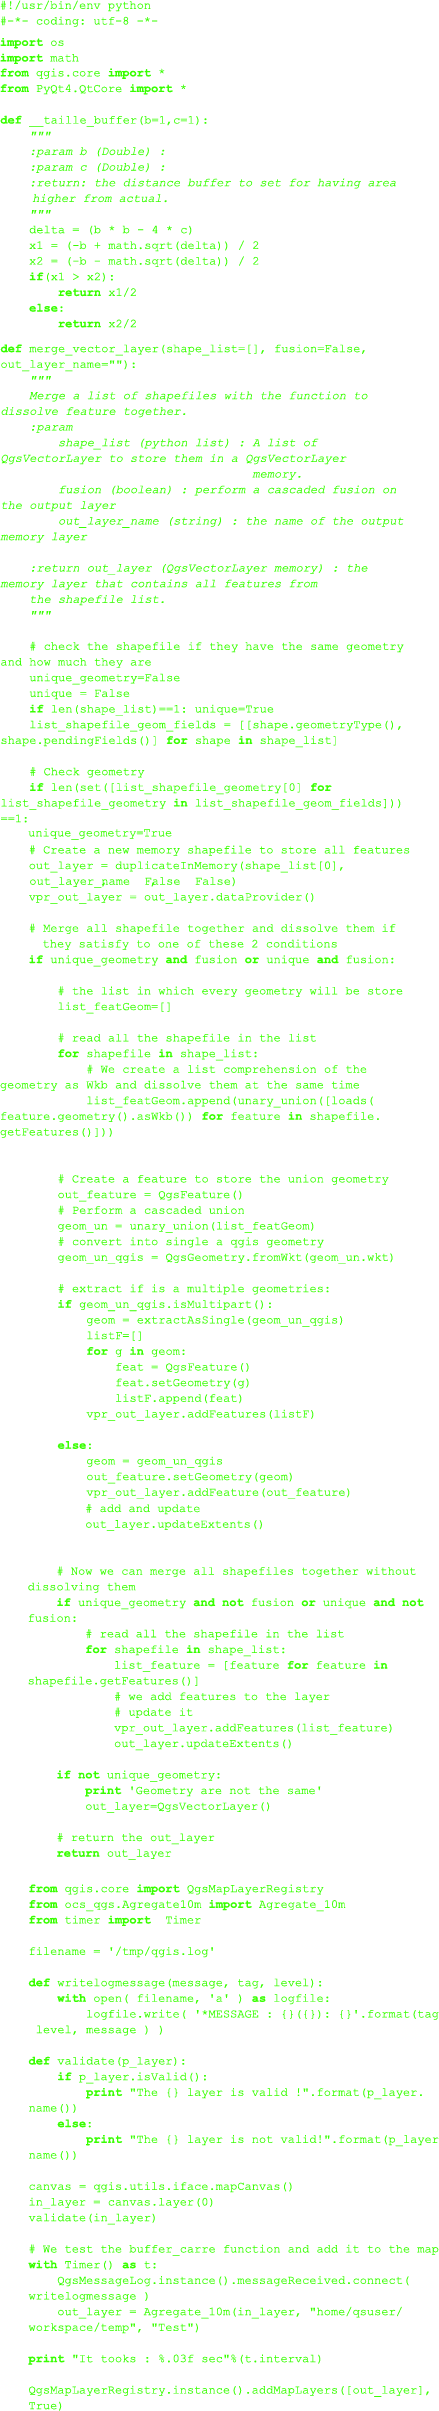 #!/usr/bin/env python
#-*- coding: utf-8 -*-
import os
import math
from qgis.core import *
from PyQt4.QtCore import *
def __taille_buffer(b=1,c=1):
"""
:param b (Double) :
:param c (Double) :
:return: the distance buffer to set for having area
higher from actual.
"""
delta = (b * b - 4 * c)
x1 = (-b + math.sqrt(delta)) / 2
x2 = (-b - math.sqrt(delta)) / 2
if(x1 > x2):
return x1/2
else:
return x2/2
def merge_vector_layer(shape_list=[], fusion=False,
out_layer_name=""):
"""
Merge a list of shapefiles with the function to
dissolve feature together.
:param
shape_list (python list) : A list of
QgsVectorLayer to store them in a QgsVectorLayer
memory.
fusion (boolean) : perform a cascaded fusion on
the output layer
out_layer_name (string) : the name of the output
memory layer
:return out_layer (QgsVectorLayer memory) : the
memory layer that contains all features from
the shapefile list.
"""
# check the shapefile if they have the same geometry
and how much they are
unique_geometry=False
unique = False
if len(shape_list)==1: unique=True
list_shapefile_geom_fields = [[shape.geometryType(),
shape.pendingFields()] for shape in shape_list]
# Check geometry
if len(set([list_shapefile_geometry[0] for
list_shapefile_geometry in list_shapefile_geom_fields]))
==1:
unique_geometry=True
# Create a new memory shapefile to store all features
out_layer = duplicateInMemory(shape_list[0],
out_layer_name False False)
vpr_out_layer = out_layer.dataProvider()
# Merge all shapefile together and dissolve them if
they satisfy to one of these 2 conditions
if unique_geometry and fusion or unique and fusion:
# the list in which every geometry will be store
list_featGeom=[]
# read all the shapefile in the list
for shapefile in shape_list:
# We create a list comprehension of the
geometry as Wkb and dissolve them at the same time
list_featGeom.append(unary_union([loads(
feature.geometry().asWkb()) for feature in shapefile.
getFeatures()]))
# Create a feature to store the union geometry
out_feature = QgsFeature()
# Perform a cascaded union
geom_un = unary_union(list_featGeom)
# convert into single a qgis geometry
geom_un_qgis = QgsGeometry.fromWkt(geom_un.wkt)
# extract if is a multiple geometries:
if geom_un_qgis.isMultipart():
geom = extractAsSingle(geom_un_qgis)
listF=[]
for g in geom:
feat = QgsFeature()
feat.setGeometry(g)
listF.append(feat)
vpr_out_layer.addFeatures(listF)
else:
geom = geom_un_qgis
out_feature.setGeometry(geom)
vpr_out_layer.addFeature(out_feature)
# add and update
out_layer.updateExtents()
# Now we can merge all shapefiles together without
dissolving them
if unique_geometry and not fusion or unique and not
fusion:
# read all the shapefile in the list
for shapefile in shape_list:
list_feature = [feature for feature in
shapefile.getFeatures()]
# we add features to the layer
# update it
vpr_out_layer.addFeatures(list_feature)
out_layer.updateExtents()
if not unique_geometry:
print 'Geometry are not the same'
out_layer=QgsVectorLayer()
# return the out_layer
return out_layer
from qgis.core import QgsMapLayerRegistry
from ocs_qgs.Agregate10m import Agregate_10m
from timer import  Timer
filename = '/tmp/qgis.log'
def writelogmessage(message, tag, level):
with open( filename, 'a' ) as logfile:
logfile.write( '*MESSAGE : {}({}): {}'.format(tag
level, message ) )
def validate(p_layer):
if p_layer.isValid():
print "The {} layer is valid !".format(p_layer.
name())
else:
print "The {} layer is not valid!".format(p_layer
name())
canvas = qgis.utils.iface.mapCanvas()
in_layer = canvas.layer(0)
validate(in_layer)
# We test the buffer_carre function and add it to the map
with Timer() as t:
QgsMessageLog.instance().messageReceived.connect(
writelogmessage )
out_layer = Agregate_10m(in_layer, "home/qsuser/
workspace/temp", "Test")
print "It tooks : %.03f sec"%(t.interval)
QgsMapLayerRegistry.instance().addMapLayers([out_layer],
True)